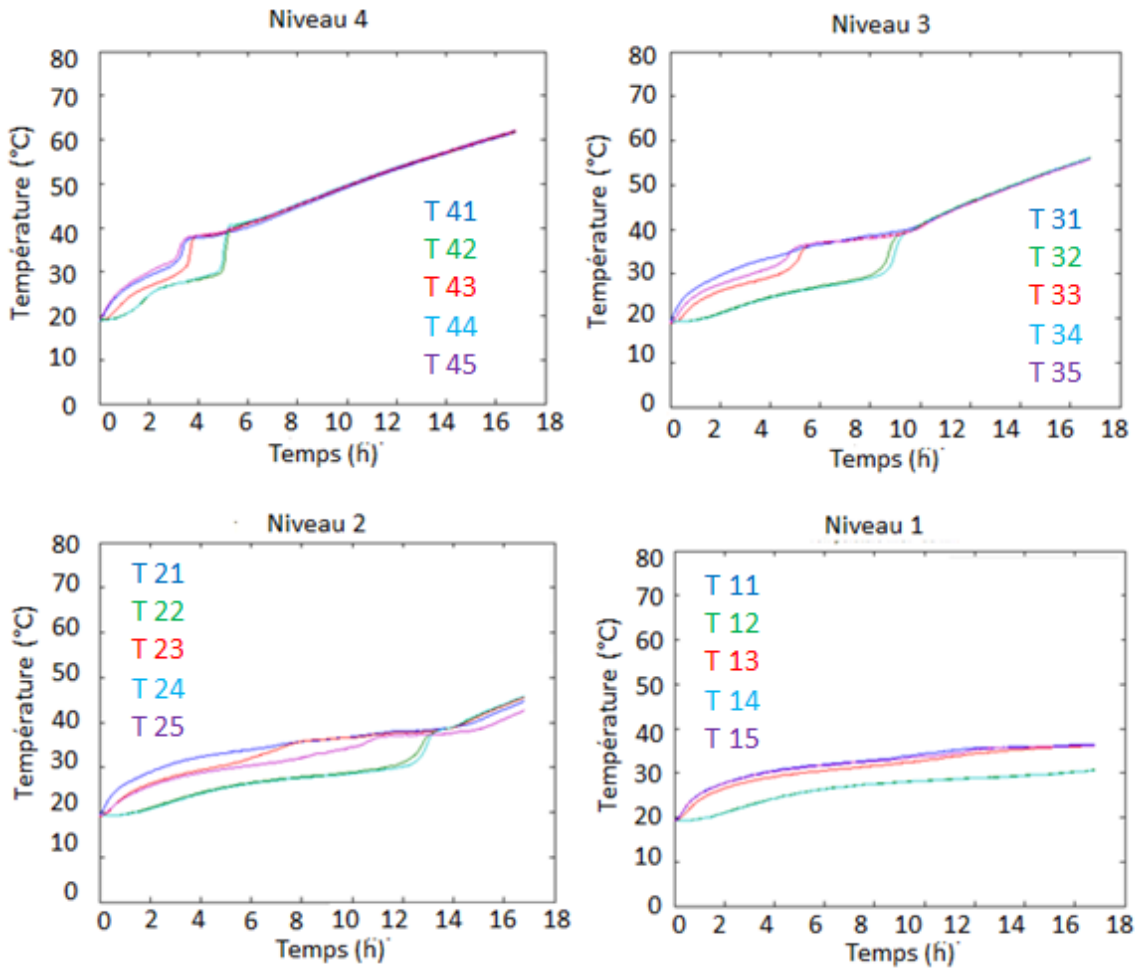 Niveau 4
80
70
60
50
40
30
20
10
0
Température (°C)
T 41
T 42
T 43
T 44
T 45
0 2 4 6 8 10 12 14 16 18
Temps (h)
Niveau 3
80
70
60
50
40
30
20
10
0
Température (°C)
T 31
T 32
T 33
T 34
T 35
0 2 4 6 8 10 12 14 16 18
Temps (h)
Niveau 2
80
70
60
50
40
30
20
10
0
Température (°C)
T 21
T 22
T 23
T 24
T 25
0 2 4 6 8 10 12 14 16 18
Temps (h)
Niveau 1
80
70
60
50
40
30
20
10
0
Température (°C)
T 11
T 12
T 13
T 14
T 15
0 2 4 6 8 10 12 14 16 18
Temps (h)